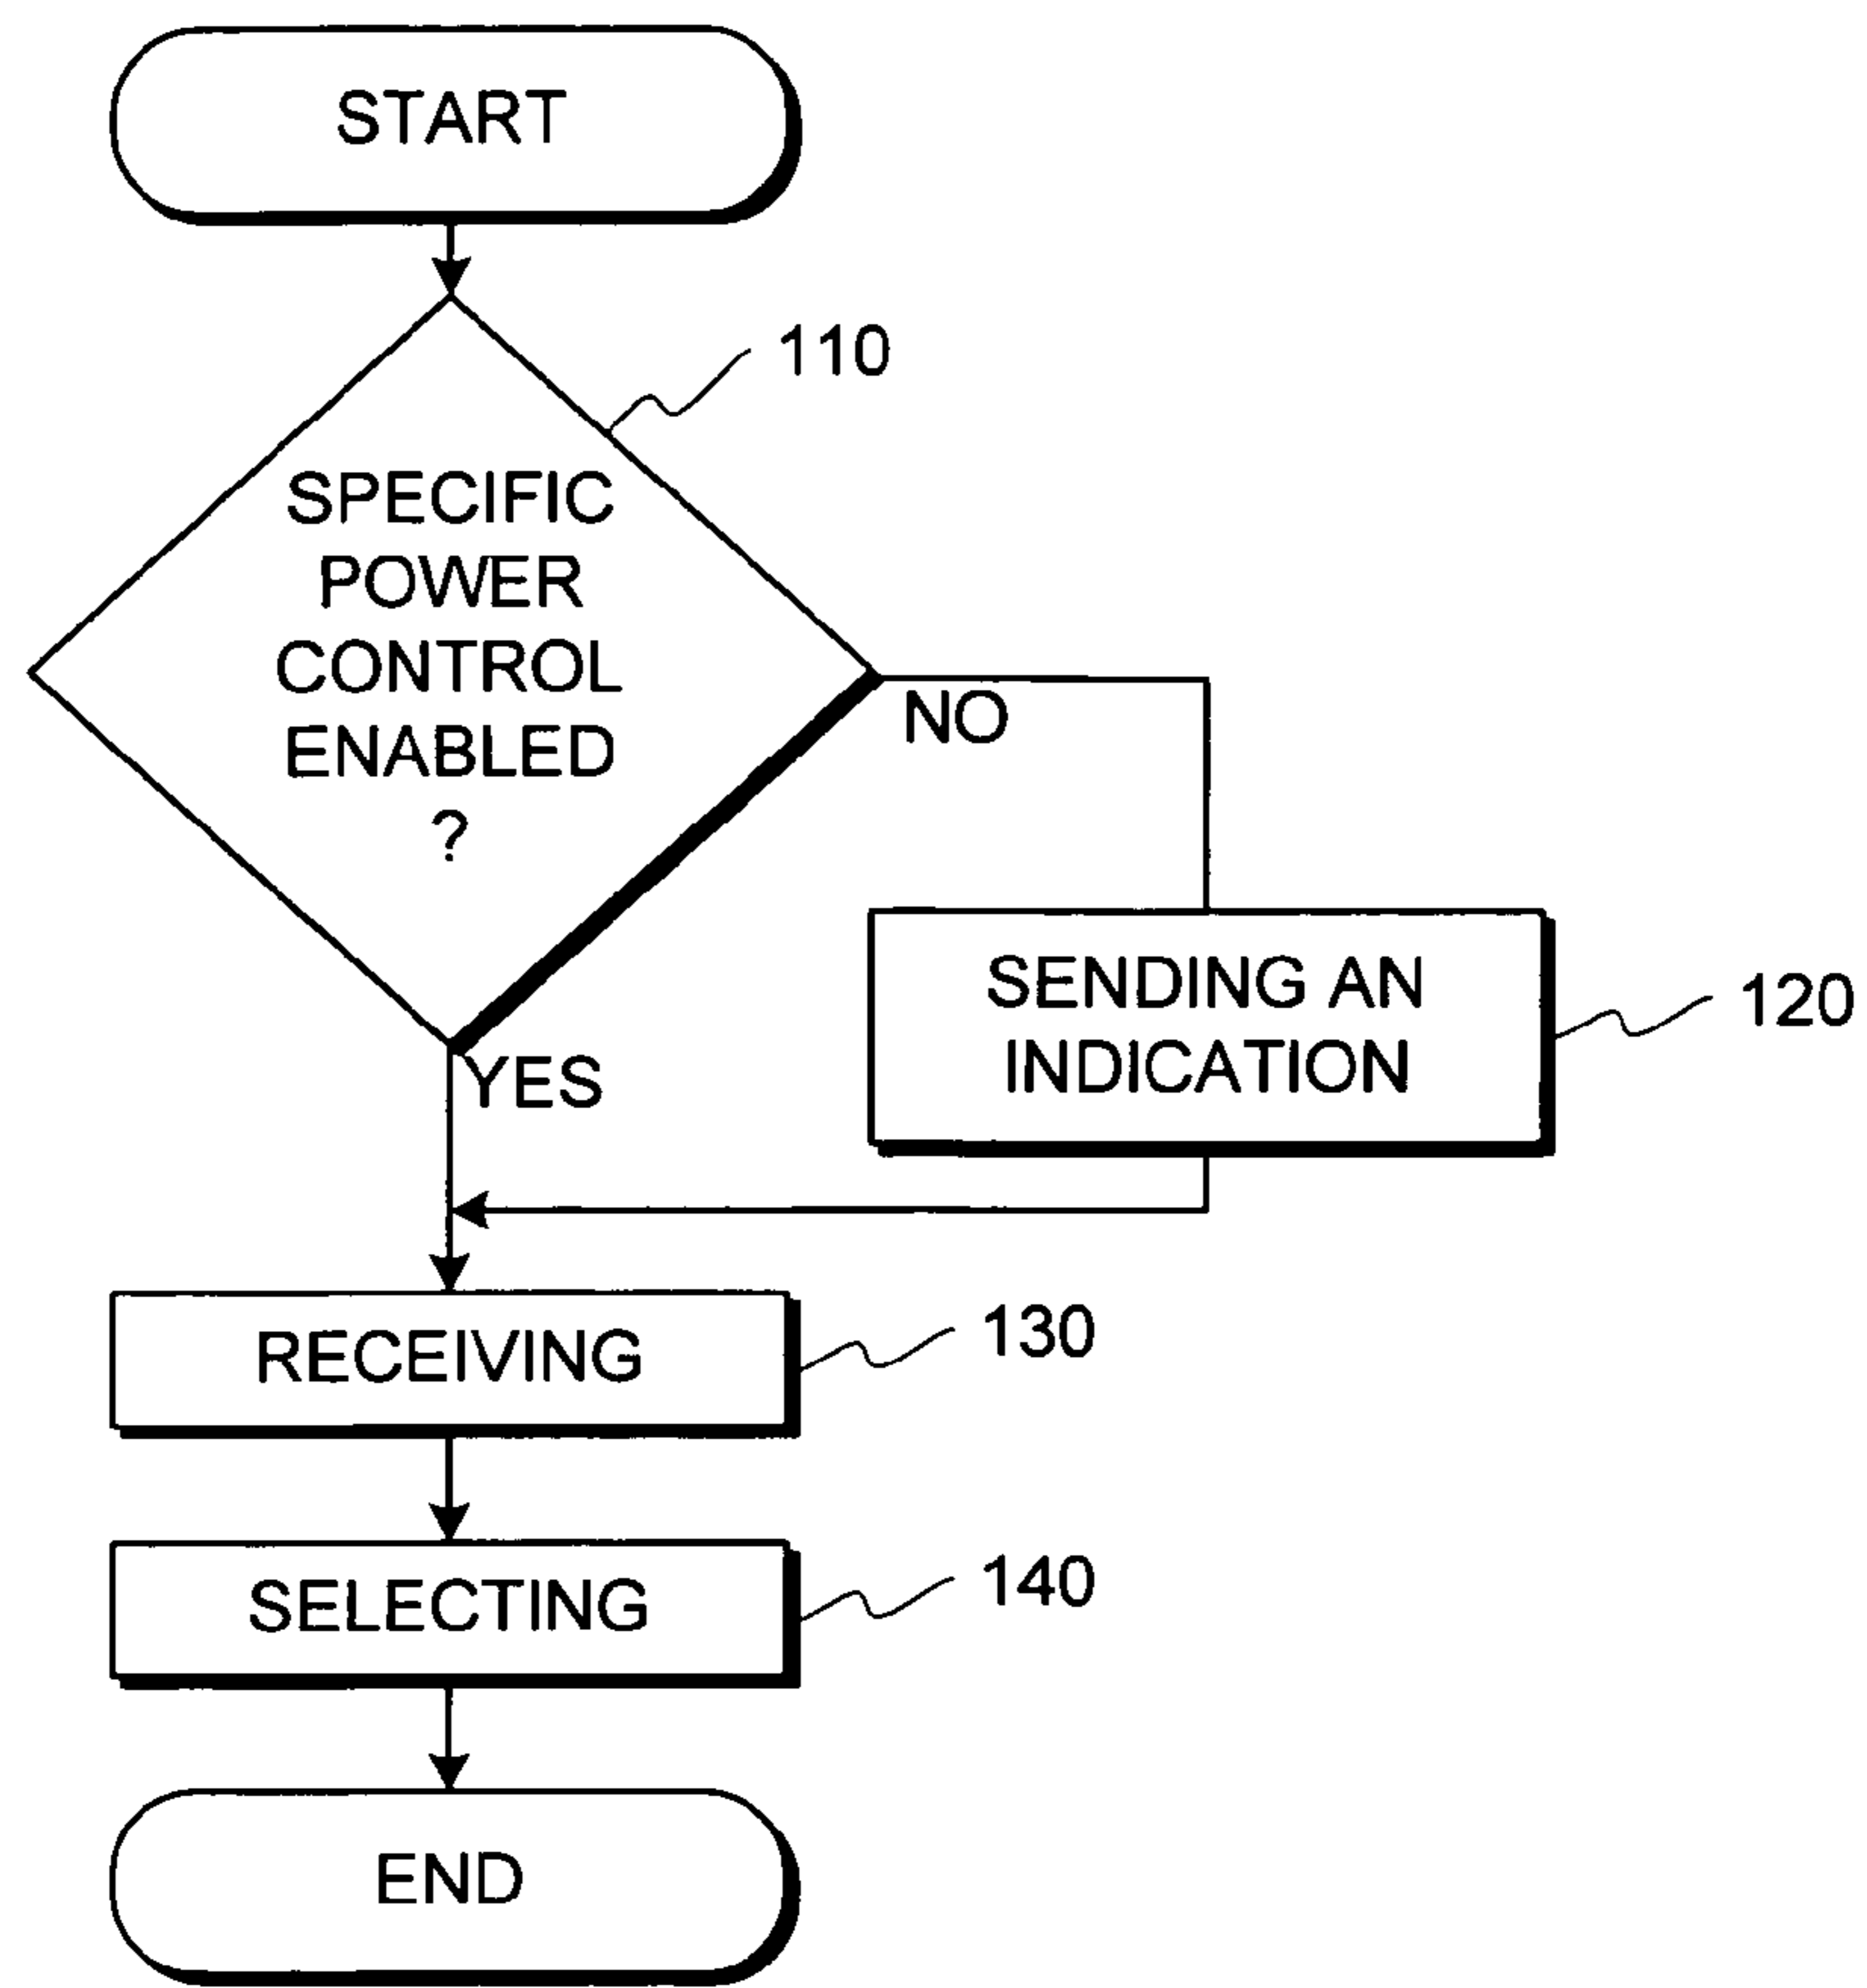 START
110
SPECIFIC
POWER
CONTROL
ENABLED
?
NO
YES
SENDING AN
INDICATION
120
RECEIVING
130
SELECTING
140
END